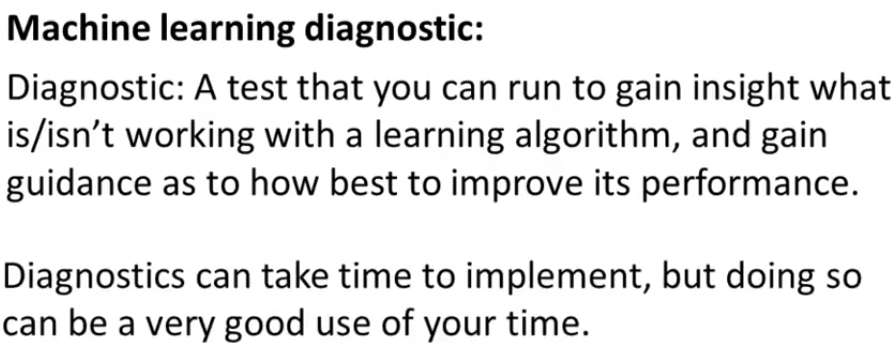 Machine learning diagnostic:
Diagnostic: A test that you can run to gain insight what
is/isn’t working with a learning algorithm, and gain
guidance as to how best to improve its performance.
Diagnostics can take time to implement, but doing so
can be a very good use of your time.